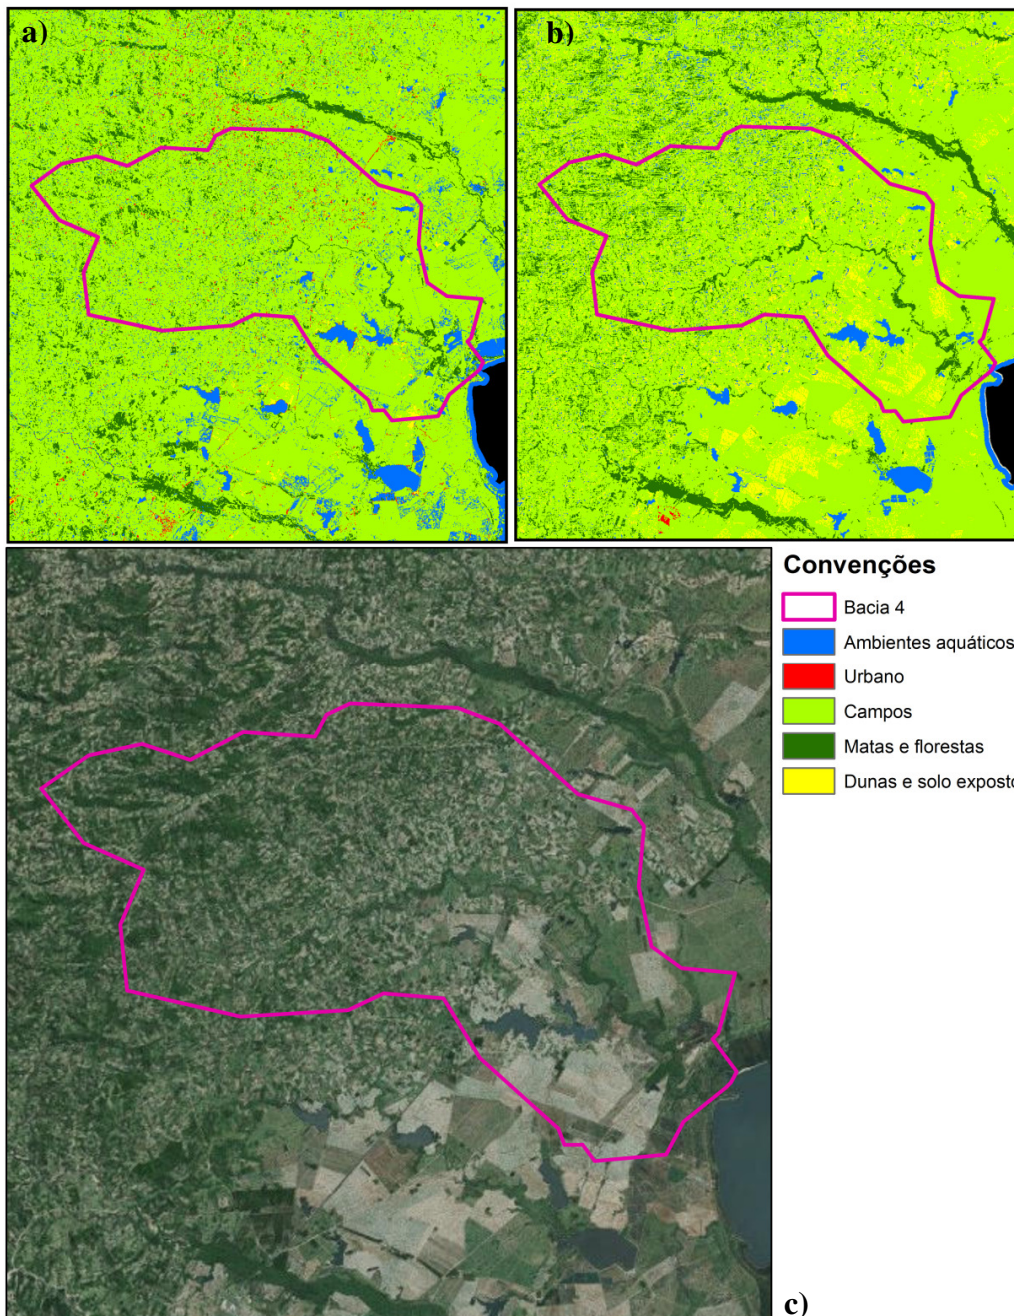 a)
b)
Convenções
Bacia 4
Ambientes aquáticos
Urbano
Campos
Matas e florestas
Dunas e solo exposto
c)